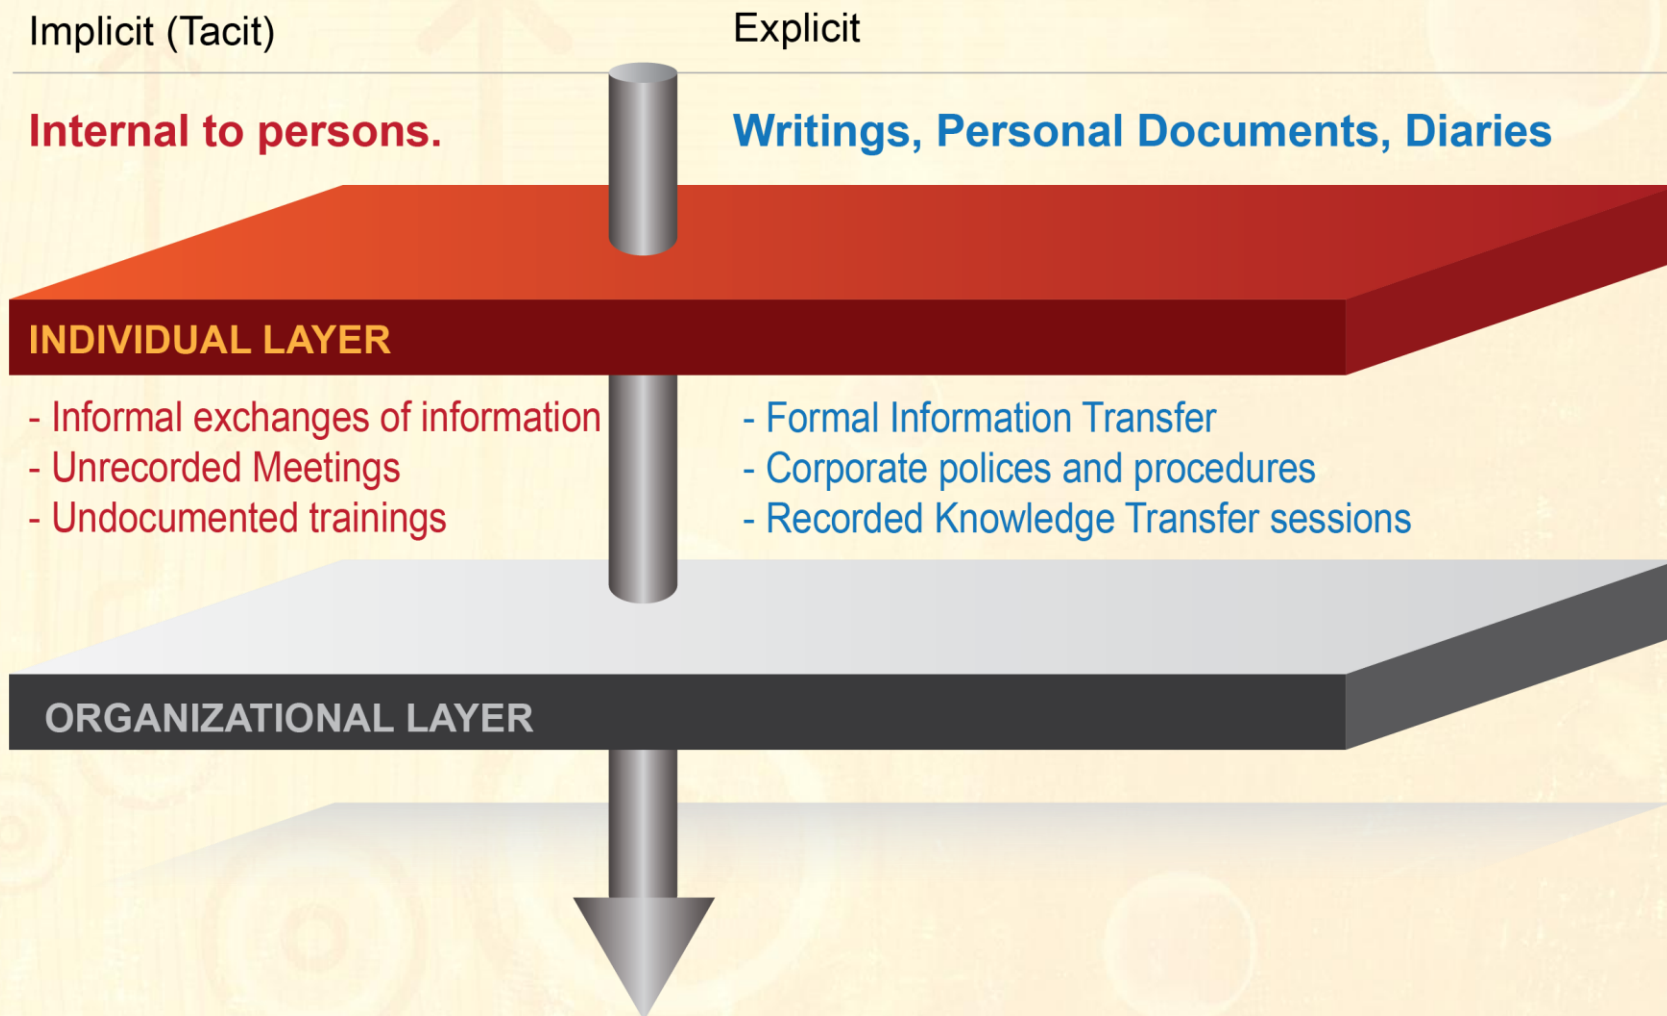 Implicit (Tacit)
Explicit
Internal to persons.
Writings, Personal Documents, Diaries
INDIVIDUAL LAYER
- Informal exchanges of information
- Unrecorded Meetings
- Undocumented trainings
- Formal Information Transfer
- Corporate polices and procedures
- Recorded Knowledge Transfer sessions
ORGANIZATIONAL LAYER